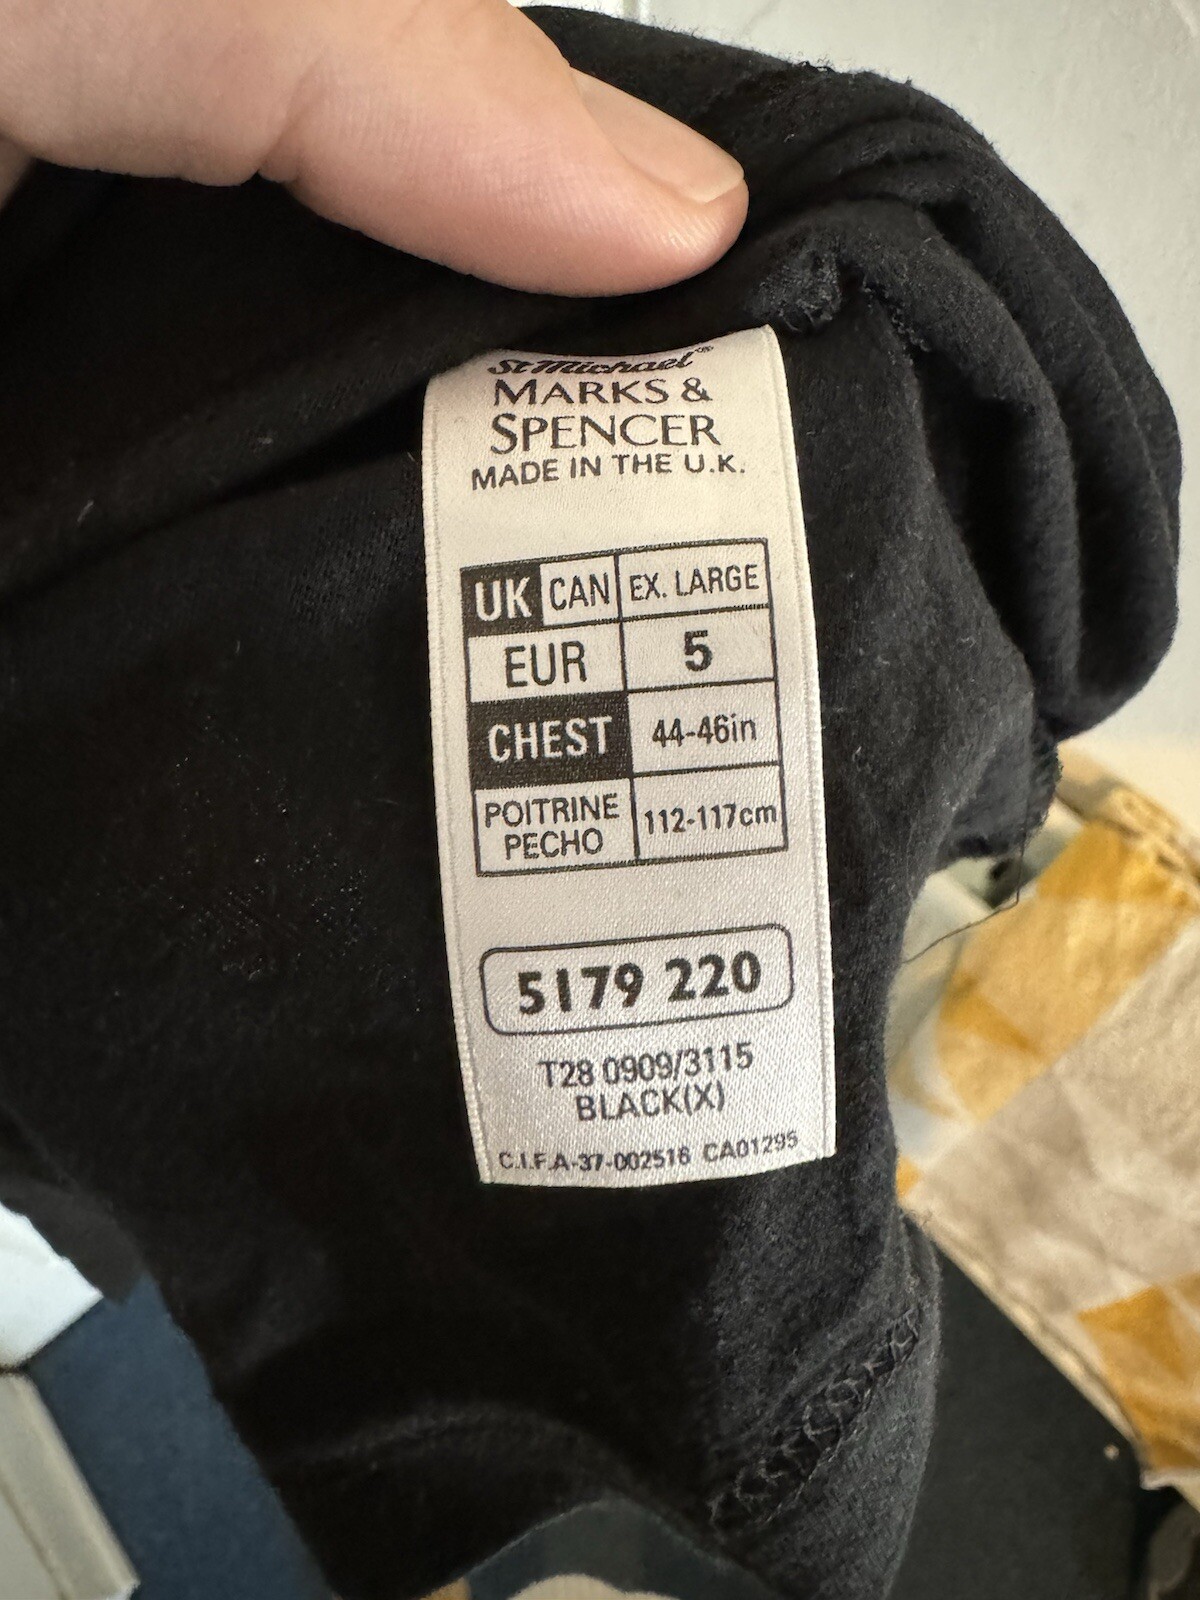 St Michael®
MARKS &
SPENCER
MADE IN THE U.K.
UK CAN EX. LARGE
EUR 5
CHEST 44-46in
POITRINE
PECHO 112-117cm
5179 220
T28 0909/3115
BLACK(X)
C.I.F.A-37-002516 CA01295